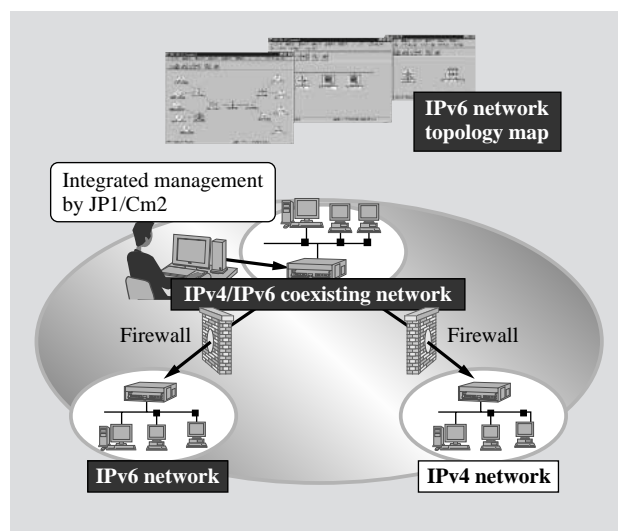 IPv6 network
topology map
Integrated management
by JP1/Cm2
IPv4/IPv6 coexisting network
Firewall
Firewall
IPv6 network
IPv4 network